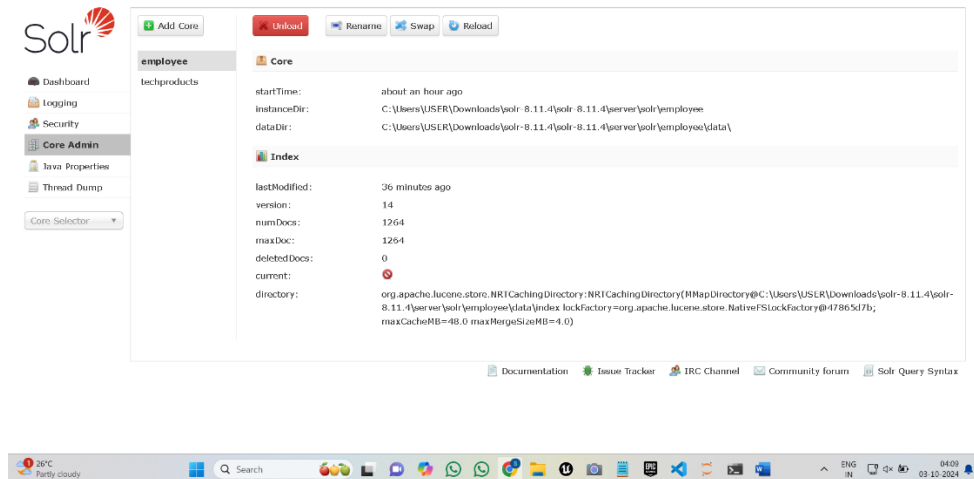 Solr
Dashboard
Logging
Security
Core Admin
Java Properties
Thread Dump
Core Selector
Add Core
employee
techproducts
Unload Rename Swap Reload
Core
startTime: about an hour ago
instanceDir: C:\Users\USER\Downloads\solr-8.11.4\solr-8.11.4\server\solr\employee
dataDir: C:\Users\USER\Downloads\solr-8.11.4\solr-8.11.4\server\solr\employee\data\
Index
lastModified: 36 minutes ago
version: 14
numDocs: 1264
maxDoc: 1264
deletedDocs: 0
current:
directory: org.apache.lucene.store.NRTCachingDirectory:NRTCachingDirectory(MMapDirectory@C:\Users\USER\Downloads\solr-8.11.4\solr-
8.11.4\server\solr\employee\data\index lockFactory=org.apache.lucene.store.NativeFSLockFactory@47865d7b;
maxCacheMB=48.0 maxMergeSizeMB=4.0)
Documentation Issue Tracker IRC Channel Community forum Solr Query Syntax
1
26°C
Partly cloudy
Search
EPIC
ENG
IN
04:09
03-10-2024